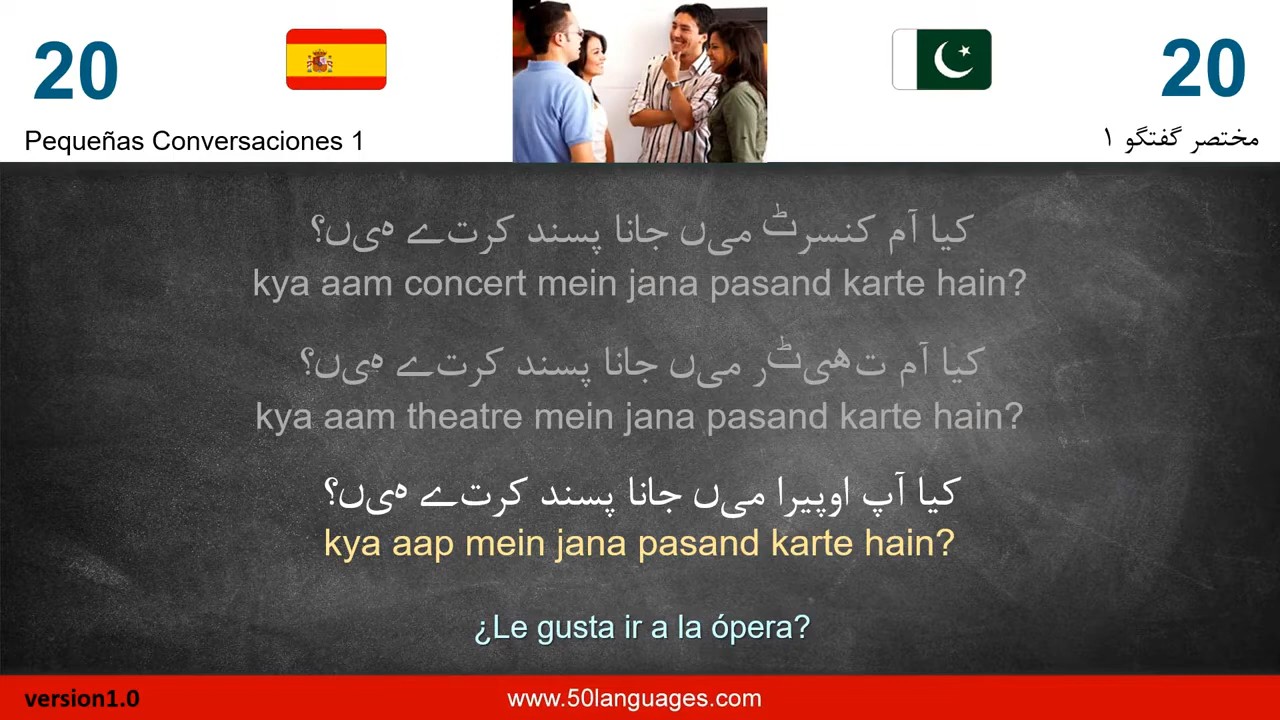 20
20
Pequeñas Conversaciones 1
مختصر گفتگو ۱
کیا آم کنسرٹ میں جانا پسند کرتے ہیں؟
kya aam concert mein jana pasand karte hain?
کیا آم تھیٹر میں جانا پسند کرتے ہیں؟
kya aam theatre mein jana pasand karte hain?
کیا آپ اوپیرا میں جانا پسند کرتے ہیں؟
kya aap mein jana pasand karte hain?
¿Le gusta ir a la ópera?
version1.0
www.50languages.com